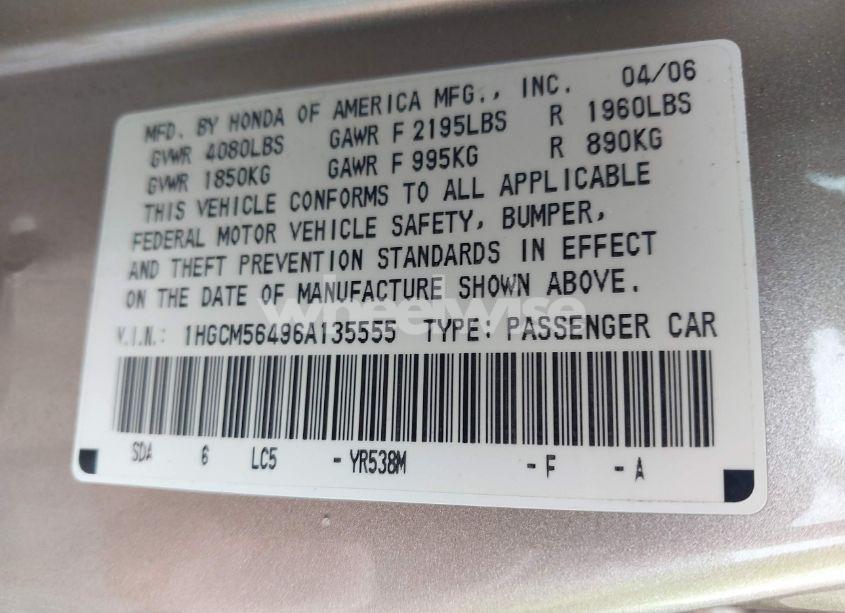 MFD. BY HONDA OF AMERICA MFG., INC. 04/06
GVWR 4080LBS GAWR F 2195LBS R 1960LBS
GVWR 1850KG GAWR F 995KG R 890KG
THIS VEHICLE CONFORMS TO ALL APPLICABLE
FEDERAL MOTOR VEHICLE SAFETY, BUMPER,
AND THEFT PREVENTION STANDARDS IN EFFECT
ON THE DATE OF MANUFACTURE SHOWN ABOVE.
wheelwise
V.I.N.: 1HGCM56496A135555 TYPE: PASSENGER CAR
SDA 6 LC5 -YR538M -F -A